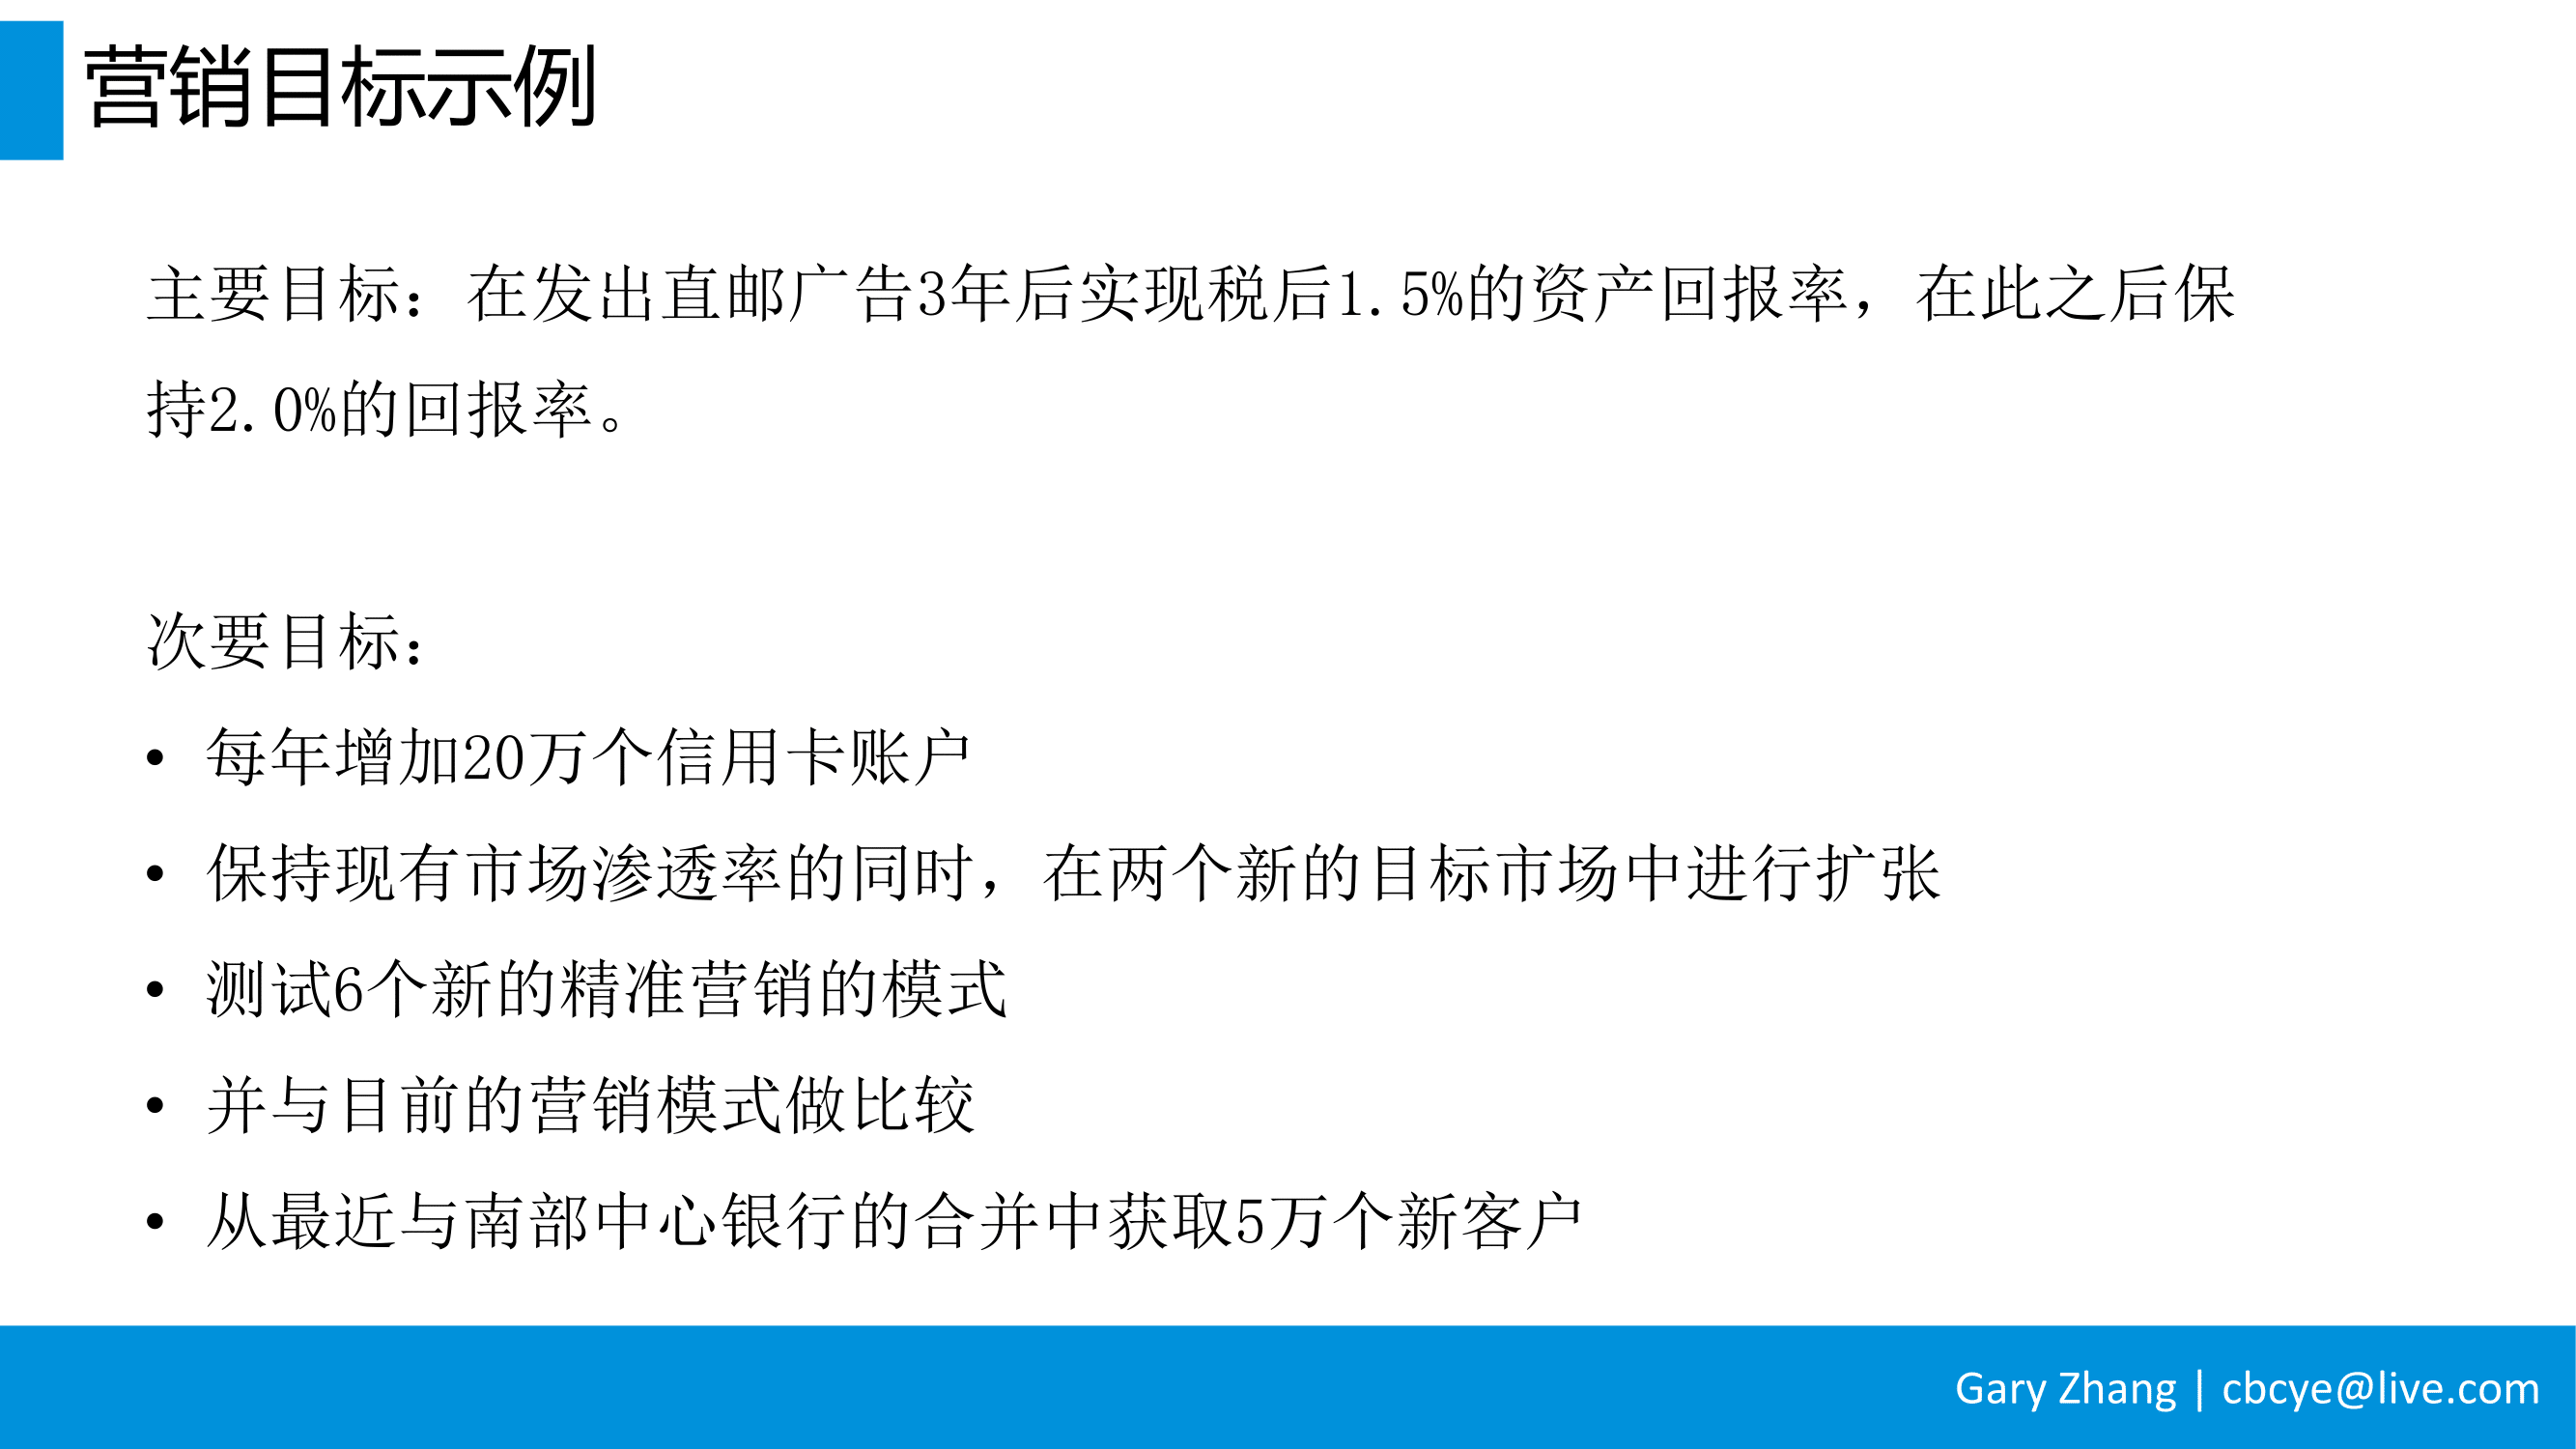 营销目标示例
主要目标：在发出直邮广告3年后实现税后1.5%的资产回报率，在此之后保
持2.0%的回报率。
次要目标：
• 每年增加20万个信用卡账户
• 保持现有市场渗透率的同时，在两个新的目标市场中进行扩张
• 测试6个新的精准营销的模式
• 并与目前的营销模式做比较
• 从最近与南部中心银行的合并中获取5万个新客户
Gary Zhang | cbcye@live.com